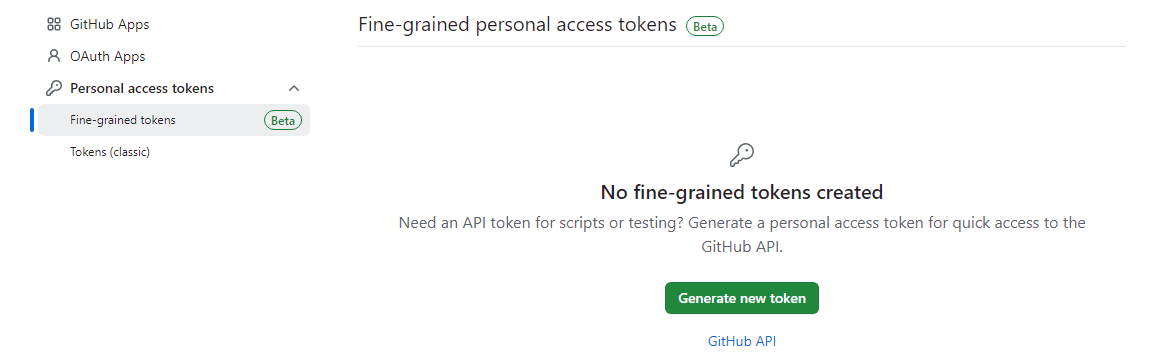 GitHub Apps
OAuth Apps
Personal access tokens
Fine-grained tokens Beta
Tokens (classic)
Fine-grained personal access tokens Beta
No fine-grained tokens created
Need an API token for scripts or testing? Generate a personal access token for quick access to the
GitHub API.
Generate new token
GitHub API